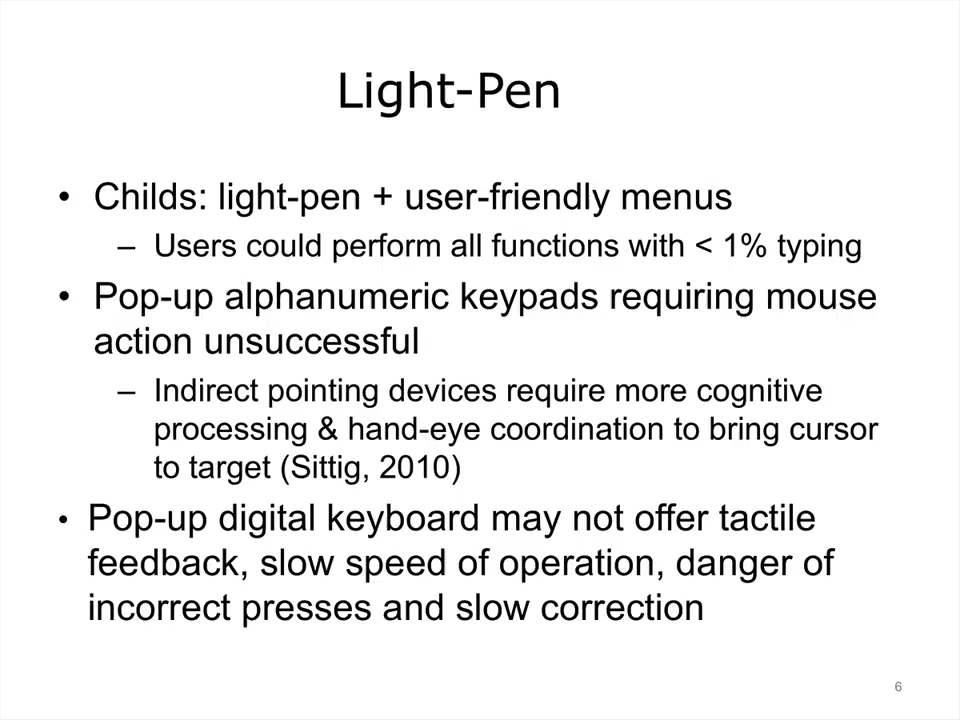 Light-Pen
• Childs: light-pen + user-friendly menus
– Users could perform all functions with < 1% typing
• Pop-up alphanumeric keypads requiring mouse
action unsuccessful
– Indirect pointing devices require more cognitive
processing & hand-eye coordination to bring cursor
to target (Sittig, 2010)
• Pop-up digital keyboard may not offer tactile
feedback, slow speed of operation, danger of
incorrect presses and slow correction
6